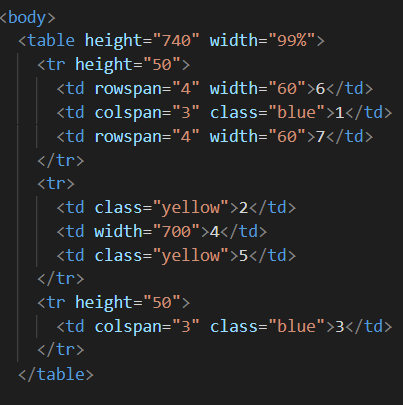 <body>
<table height="740" width="99%">
<tr height="50">
<td rowspan="4" width="60">6</td>
<td colspan="3" class="blue">1</td>
<td rowspan="4" width="60">7</td>
</tr>
<tr>
<td class="yellow">2</td>
<td width="700">4</td>
<td class="yellow">5</td>
</tr>
<tr height="50">
<td colspan="3" class="blue">3</td>
</tr>
</table>